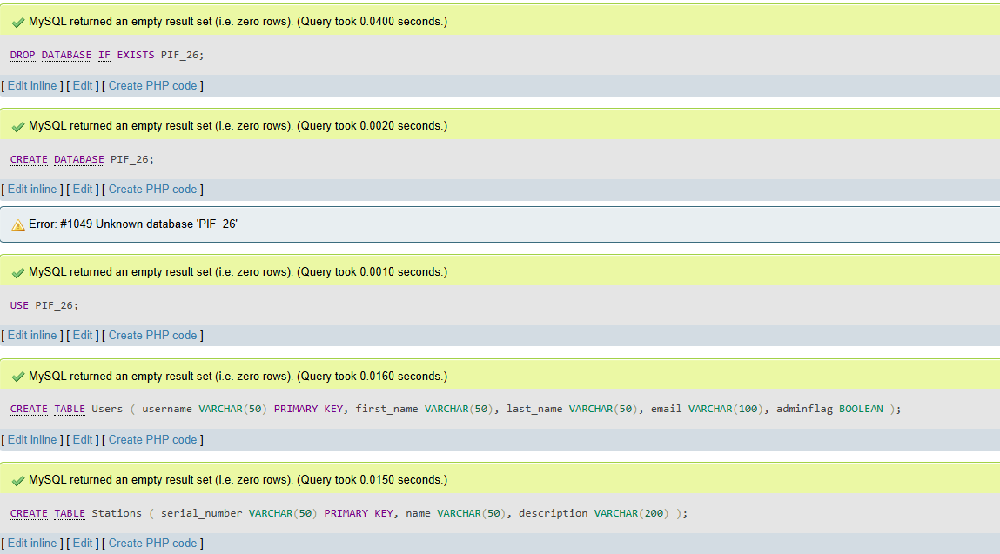 MySQL returned an empty result set (i.e. zero rows). (Query took 0.0400 seconds.)
DROP DATABASE IF EXISTS PIF_26;
[ Edit inline ] [ Edit ] [ Create PHP code ]
MySQL returned an empty result set (i.e. zero rows). (Query took 0.0020 seconds.)
CREATE DATABASE PIF_26;
[ Edit inline ] [ Edit ] [ Create PHP code ]
Error: #1049 Unknown database 'PIF_26'
MySQL returned an empty result set (i.e. zero rows). (Query took 0.0010 seconds.)
USE PIF_26;
[ Edit inline ] [ Edit ] [ Create PHP code ]
MySQL returned an empty result set (i.e. zero rows). (Query took 0.0160 seconds.)
CREATE TABLE Users ( username VARCHAR(50) PRIMARY KEY, first_name VARCHAR(50), last_name VARCHAR(50), email VARCHAR(100), adminflag BOOLEAN );
[ Edit inline ] [ Edit ] [ Create PHP code ]
MySQL returned an empty result set (i.e. zero rows). (Query took 0.0150 seconds.)
CREATE TABLE Stations ( serial_number VARCHAR(50) PRIMARY KEY, name VARCHAR(50), description VARCHAR(200) );
[ Edit inline ] [ Edit ] [ Create PHP code ]